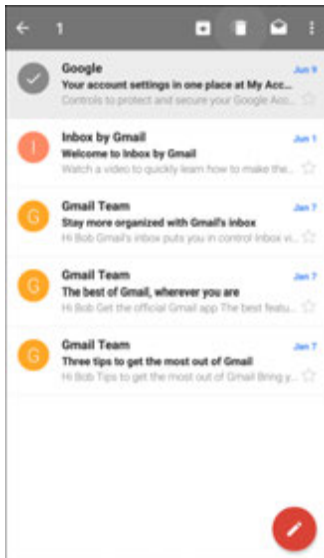 1
Google
Jun 9
Your account settings in one place at My Acc...
Controls to protect and secure your Google Acc...
I
Inbox by Gmail
Jun 1
Welcome to Inbox by Gmail
Watch a video to quickly learn how to make the...
G
Gmail Team
Jan 7
Stay more organized with Gmail's inbox
Hi Bob Gmail's inbox puts you in control Inbox vi...
G
Gmail Team
Jan 7
The best of Gmail, wherever you are
Hi Bob Get the official Gmail app The best featu...
G
Gmail Team
Jan 7
Three tips to get the most out of Gmail
Hi Bob Tips to get the most out of Gmail Bring y...